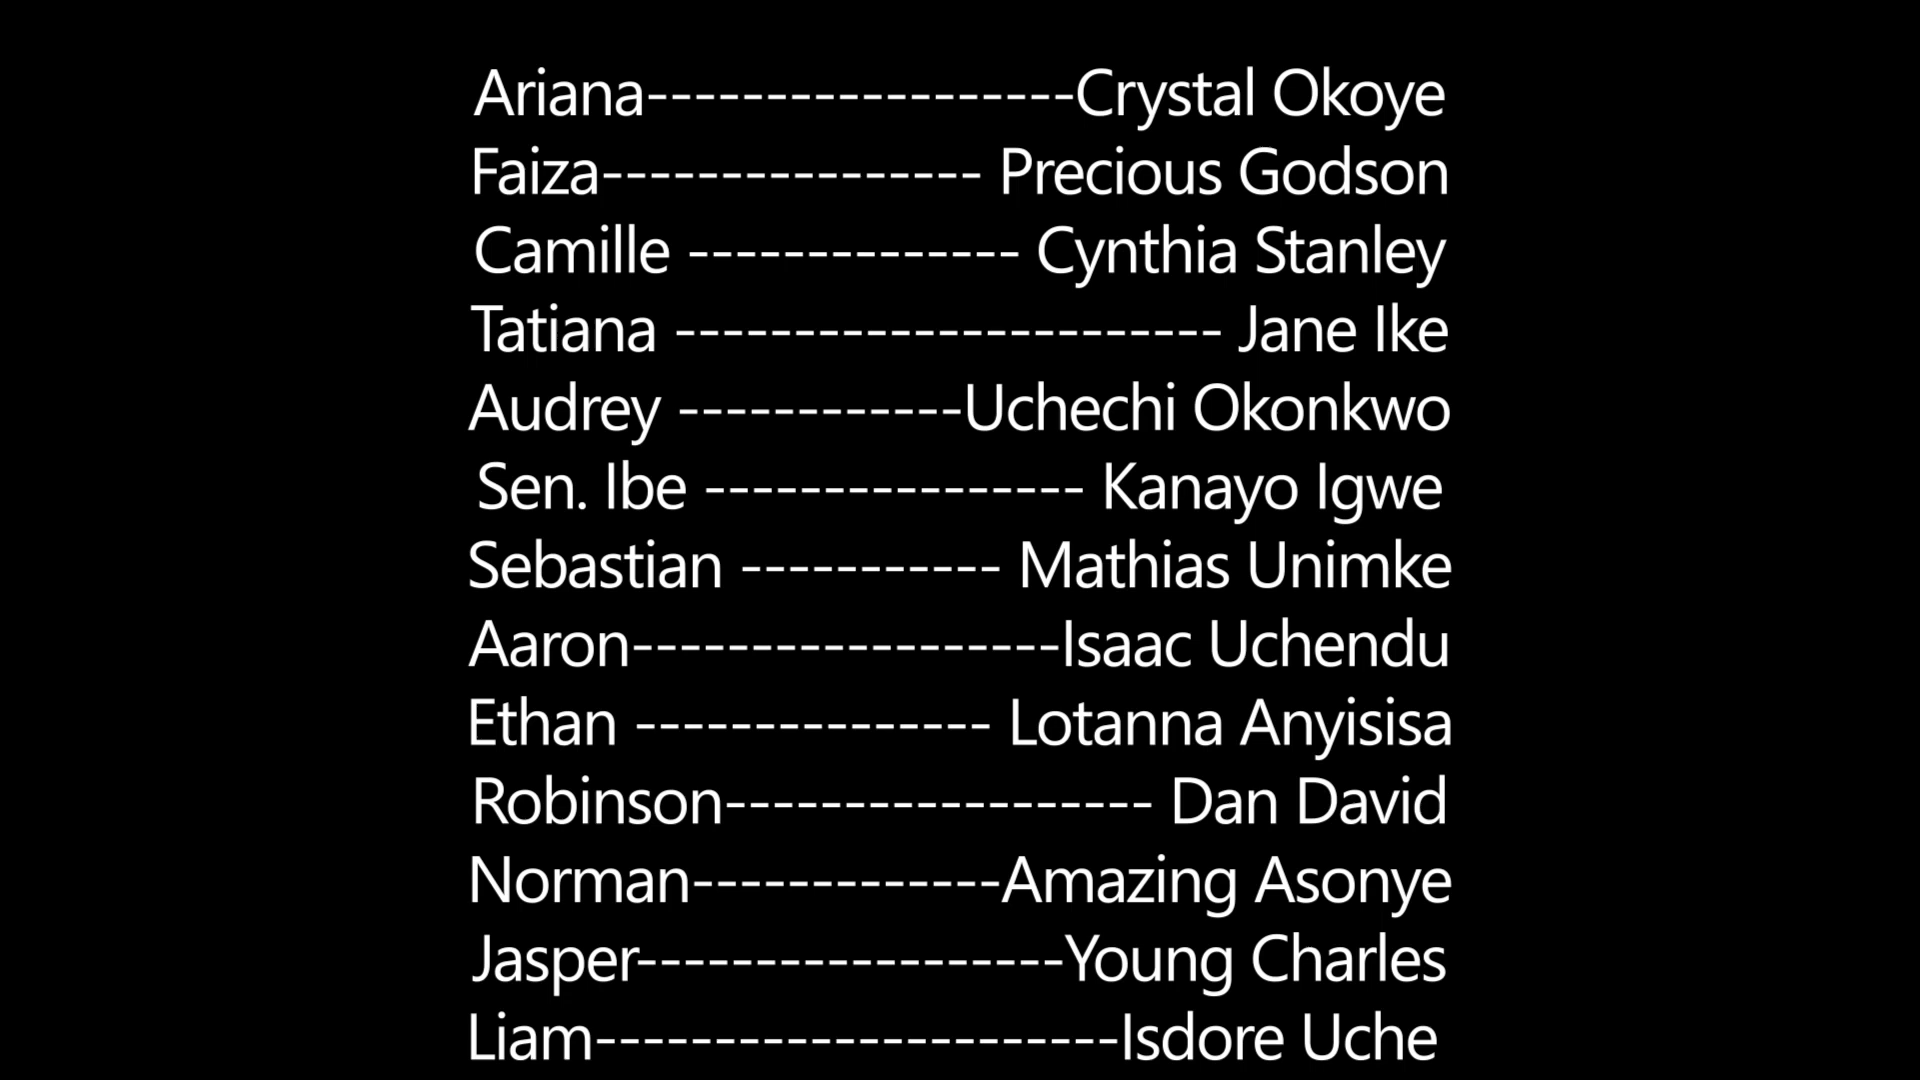 Ariana------------------Crystal Okoye
Faiza---------------- Precious Godson
Camille -------------- Cynthia Stanley
Tatiana ----------------------- Jane Ike
Audrey ------------Uchechi Okonkwo
Sen. Ibe ---------------- Kanayo Igwe
Sebastian ----------- Mathias Unimke
Aaron------------------Isaac Uchendu
Ethan --------------- Lotanna Anyisisa
Robinson------------------ Dan David
Norman-------------Amazing Asonye
Jasper------------------Young Charles
Liam----------------------Isdore Uche